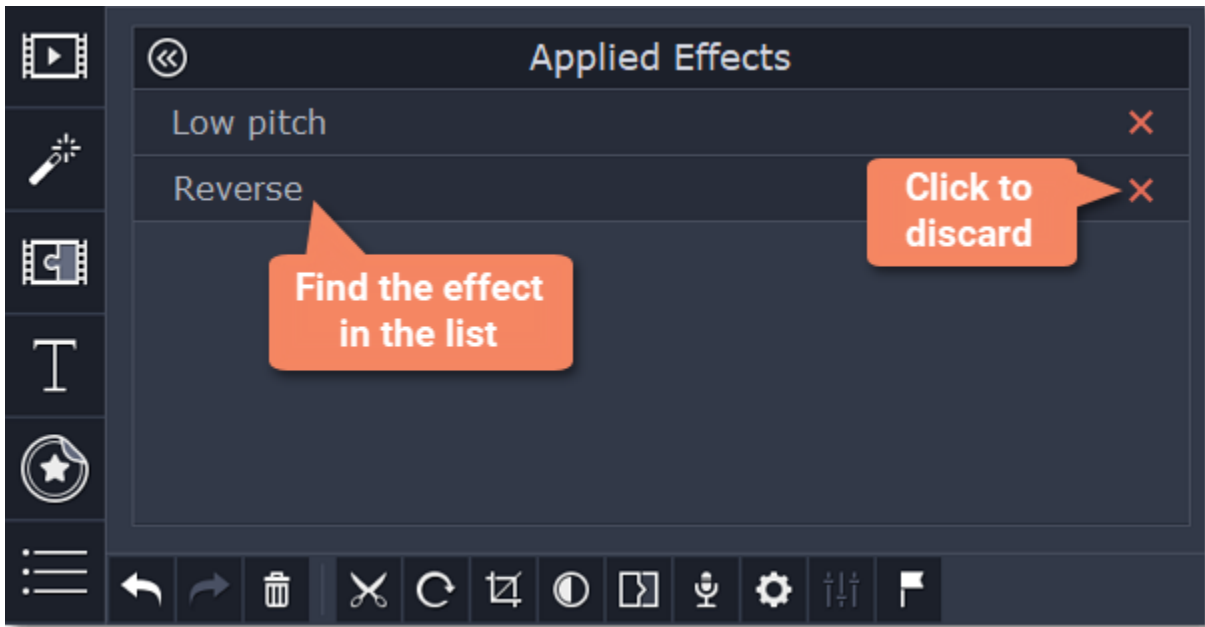 Applied Effects
Low pitch
Reverse
Click to
discard
Find the effect
in the list